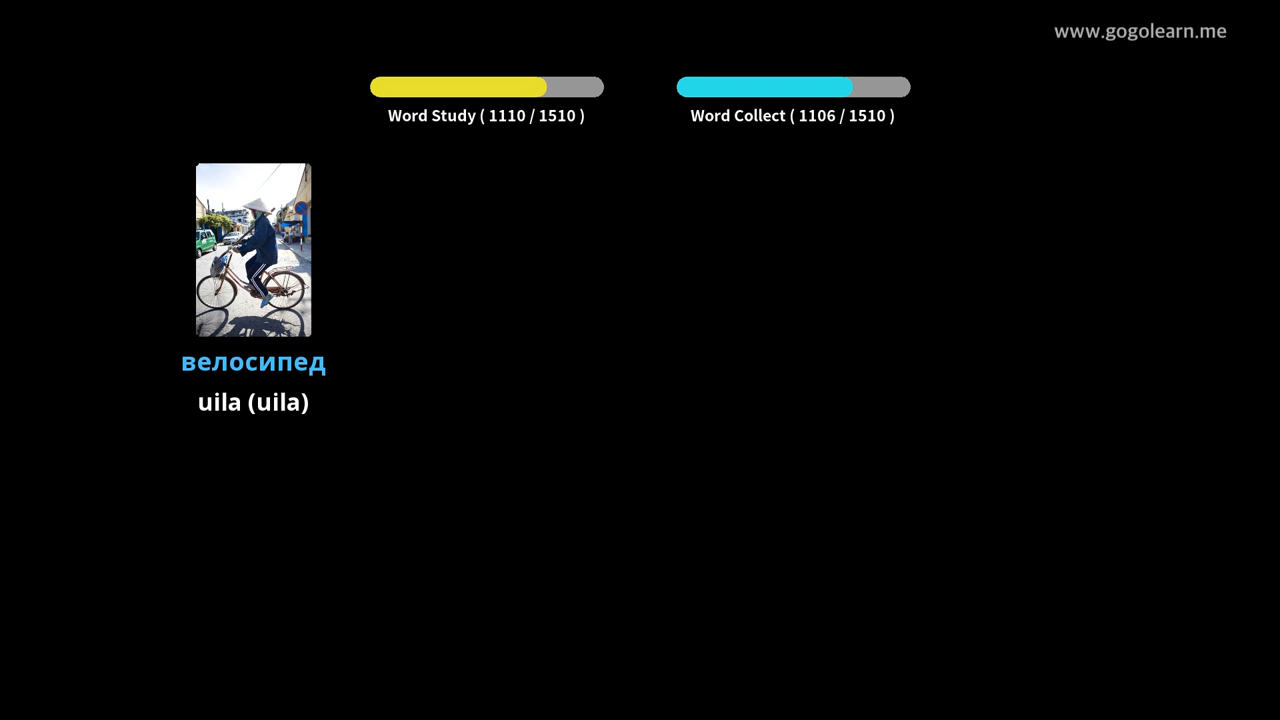 www.gogolearn.me
Word Study ( 1110 / 1510 )
Word Collect ( 1106 / 1510 )
велосипед
uila (uila)